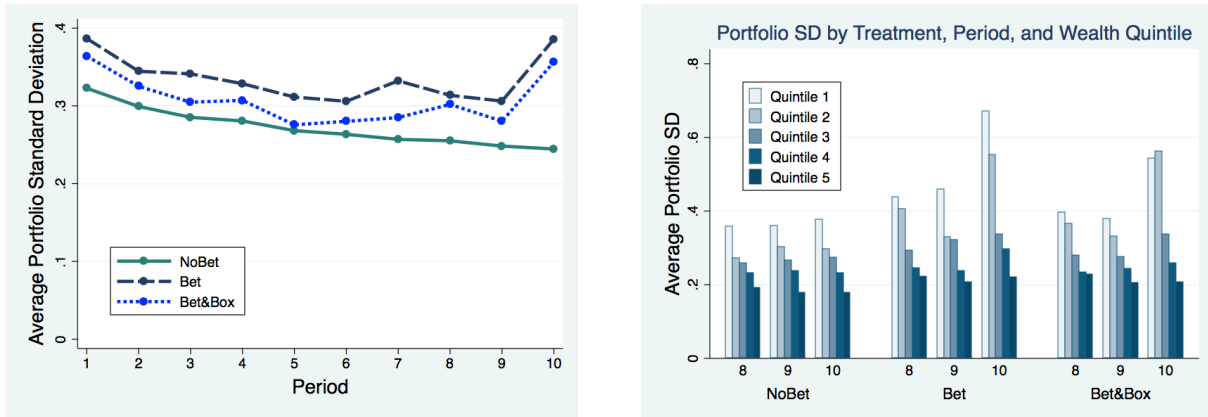 Average Portfolio Standard Deviation
.4
.3
.2
.1
0
NoBet
Bet
Bet&Box
1 2 3 4 5 6 7 8 9 10
Period
Portfolio SD by Treatment, Period, and Wealth Quintile
Average Portfolio SD
.8
.6
.4
.2
0
Quintile 1
Quintile 2
Quintile 3
Quintile 4
Quintile 5
8 9 10 8 9 10 8 9 10
NoBet Bet Bet&Box